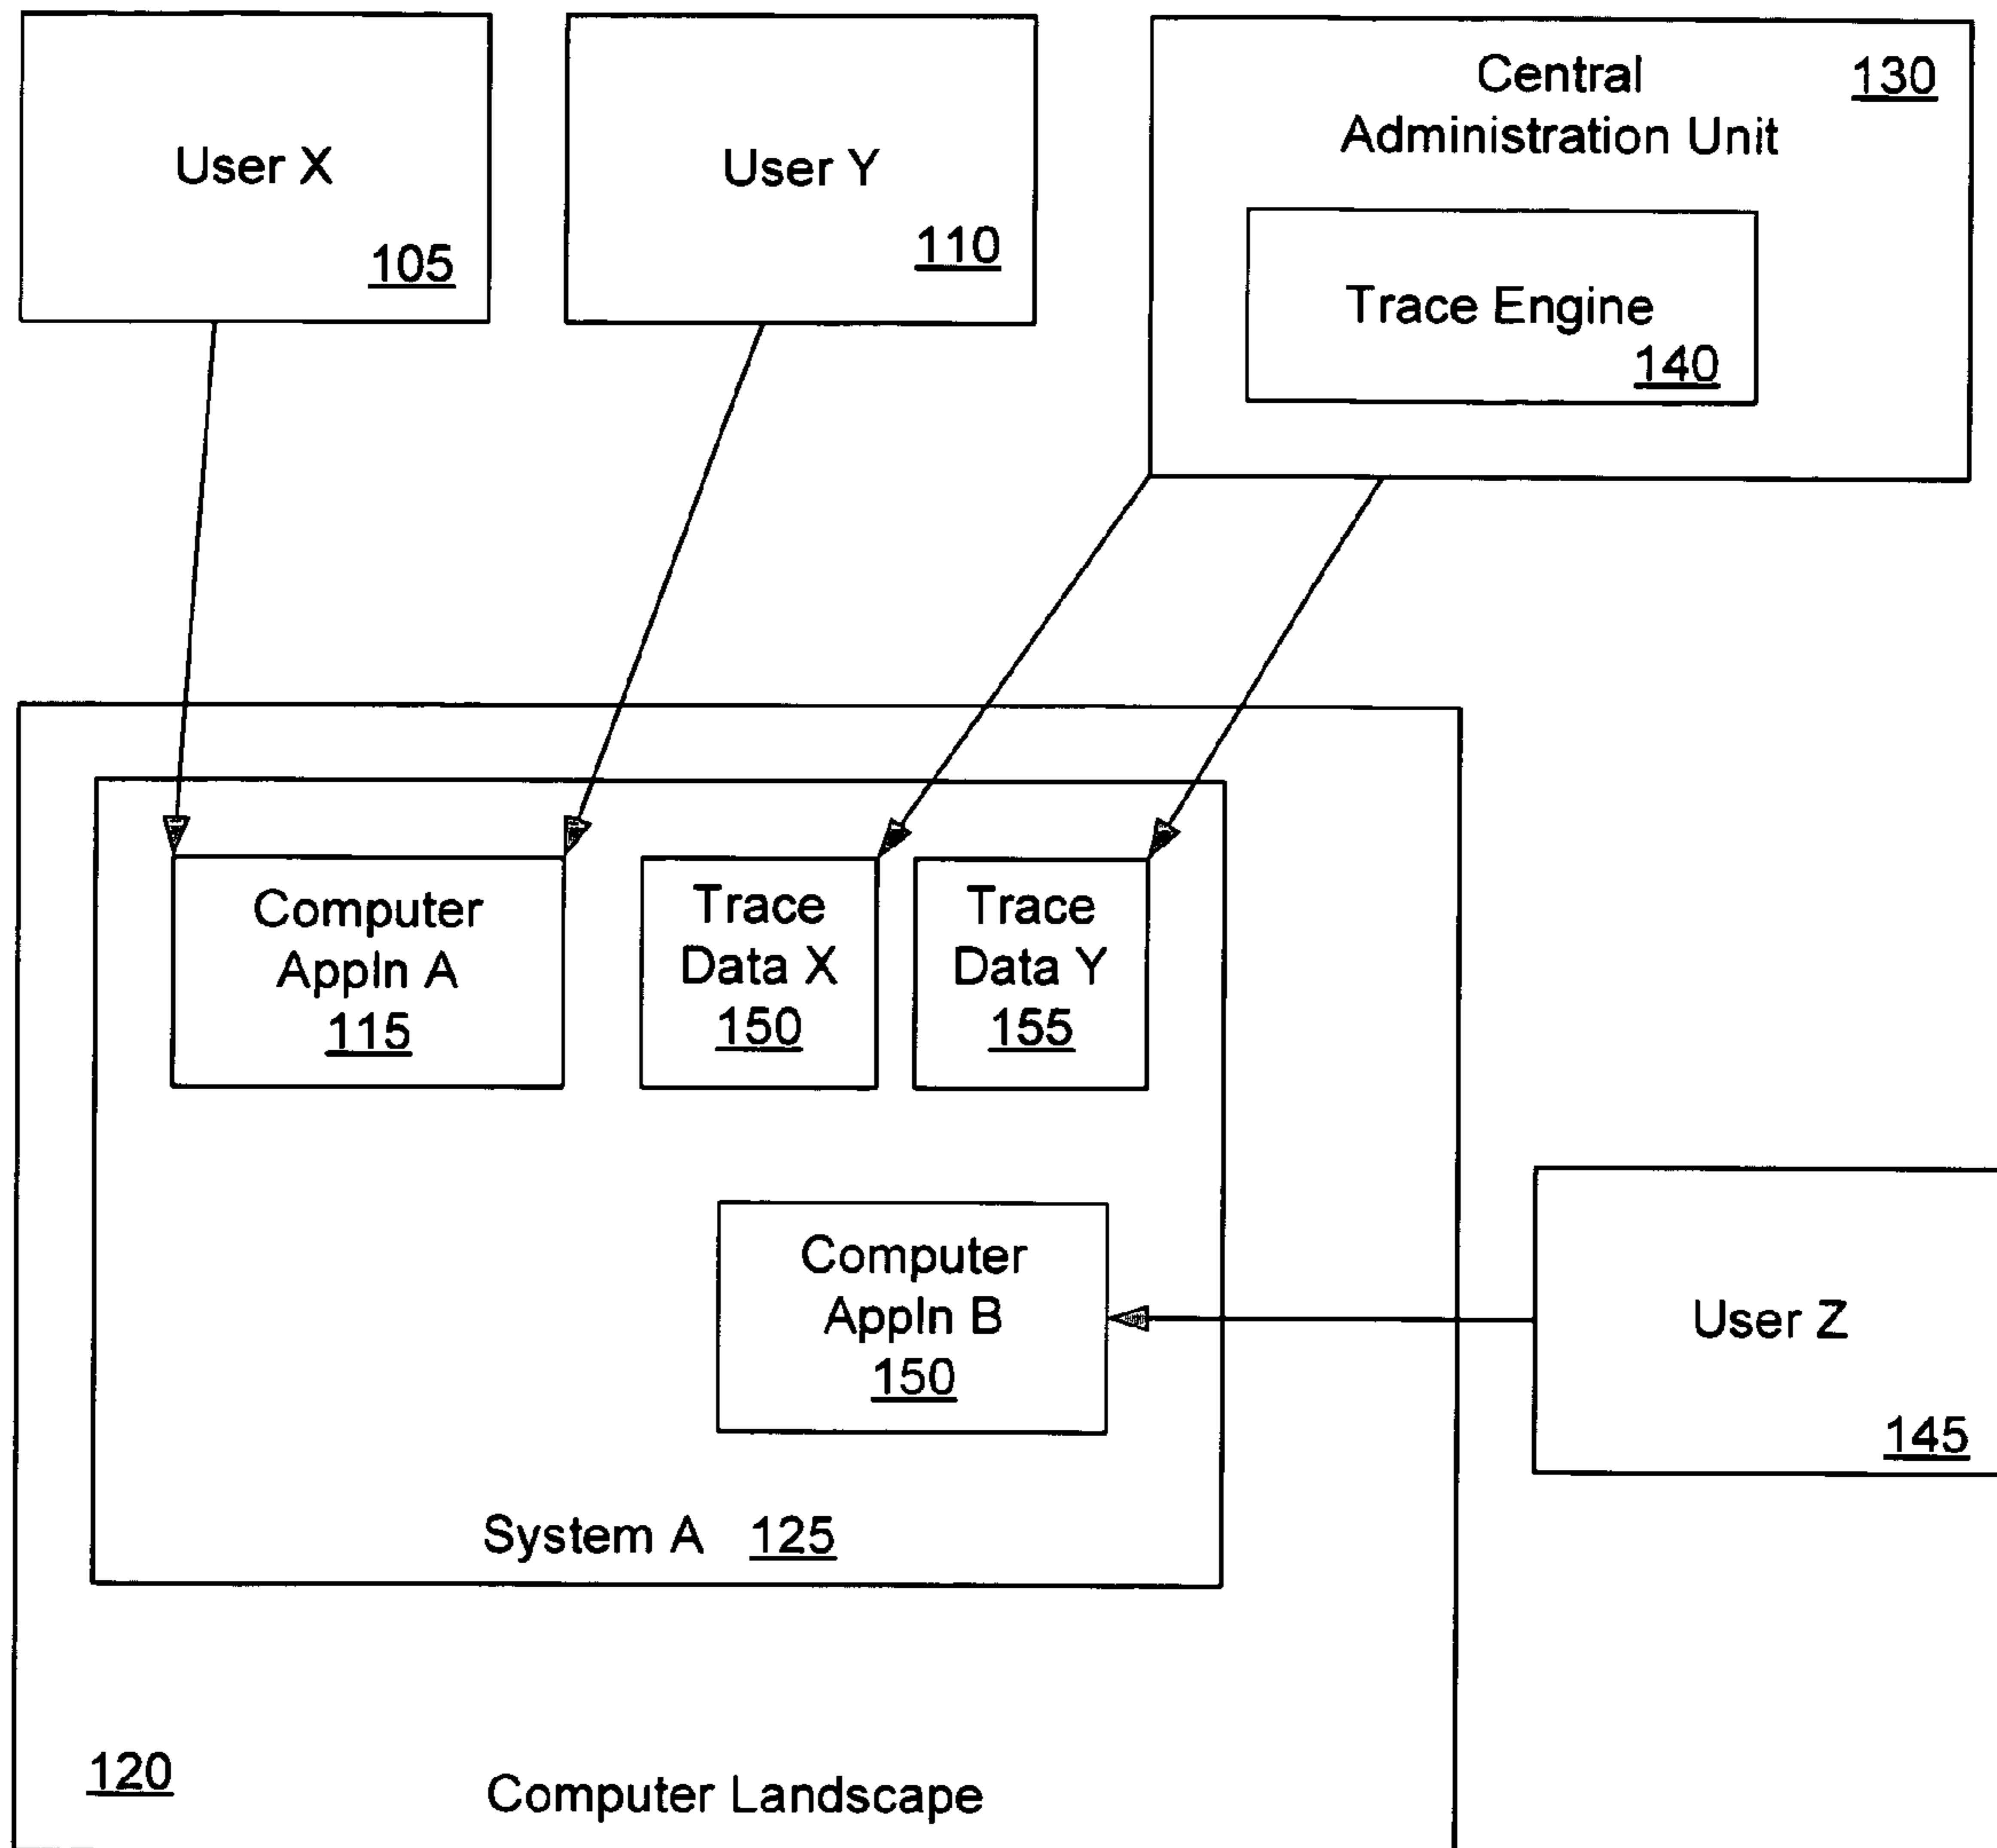 User X
105
User Y
110
Central
Administration Unit
130
Trace Engine
140
Computer
Appln A
115
Trace
Data X
150
Trace
Data Y
155
Computer
Appln B
150
User Z
145
System A 125
120
Computer Landscape